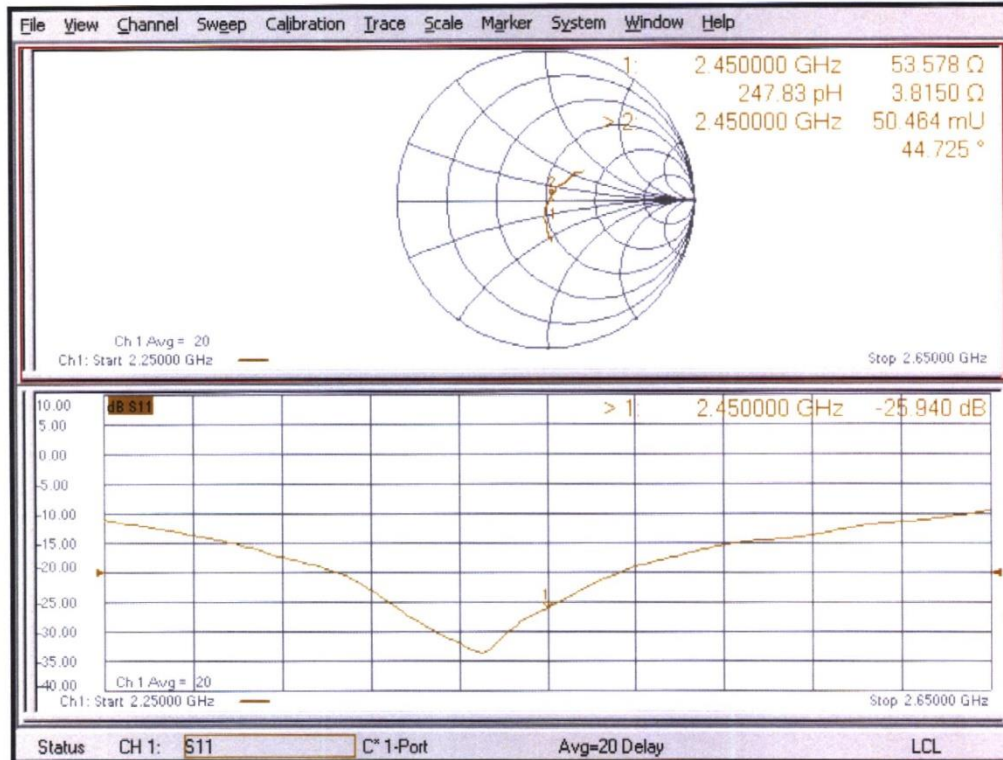 File View Channel Sweep Calibration Trace Scale Marker System Window Help
1: 2.450000 GHz 53.578 Ω
247.83 pH 3.8150 Ω
> 2: 2.450000 GHz 50.464 mU
44.725 °
2
1
Ch 1 Avg = 20
Ch1: Start 2.25000 GHz Stop 2.65000 GHz
10.00 dB S11 > 1: 2.450000 GHz -25.940 dB
5.00
0.00
-5.00
-10.00
-15.00
-20.00
-25.00 1
-30.00
-35.00
-40.00 Ch 1 Avg = 20
Ch1: Start 2.25000 GHz Stop 2.65000 GHz
Status CH 1: S11 C* 1-Port Avg=20 Delay LCL